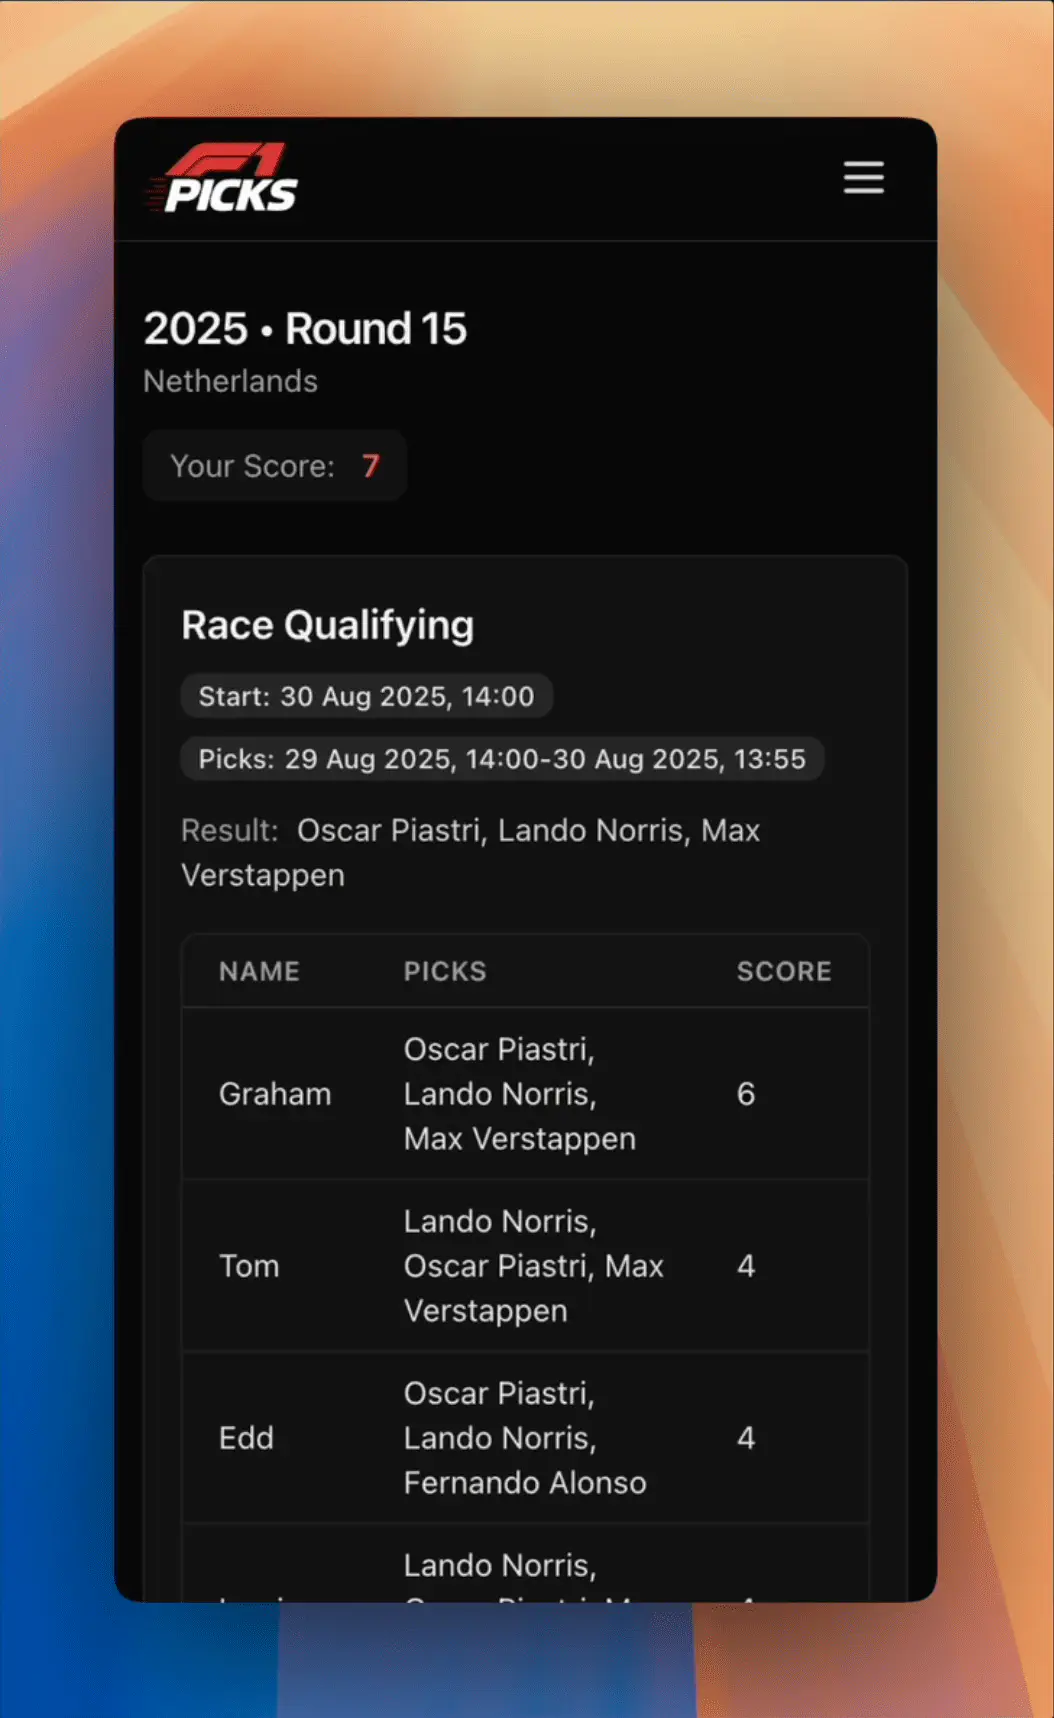 F1
PICKS
2025 • Round 15
Netherlands
Your Score: 7
Race Qualifying
Start: 30 Aug 2025, 14:00
Picks: 29 Aug 2025, 14:00-30 Aug 2025, 13:55
Result: Oscar Piastri, Lando Norris, Max
Verstappen
NAME PICKS SCORE
Oscar Piastri,
Graham Lando Norris, 6
Max Verstappen
Lando Norris,
Tom Oscar Piastri, Max 4
Verstappen
Oscar Piastri,
Edd Lando Norris, 4
Fernando Alonso
Lando Norris,